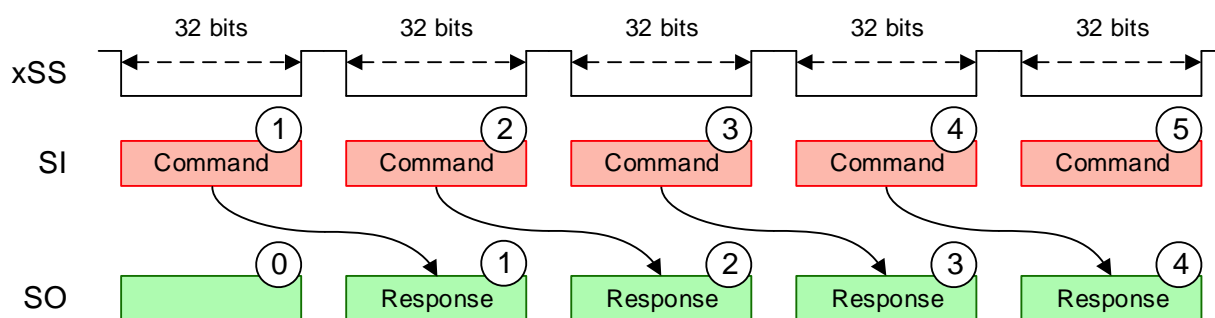 32 bits 32 bits 32 bits 32 bits 32 bits
xSS
1 2 3 4 5
SI Command Command Command Command Command
0 1 2 3 4
SO Response Response Response Response